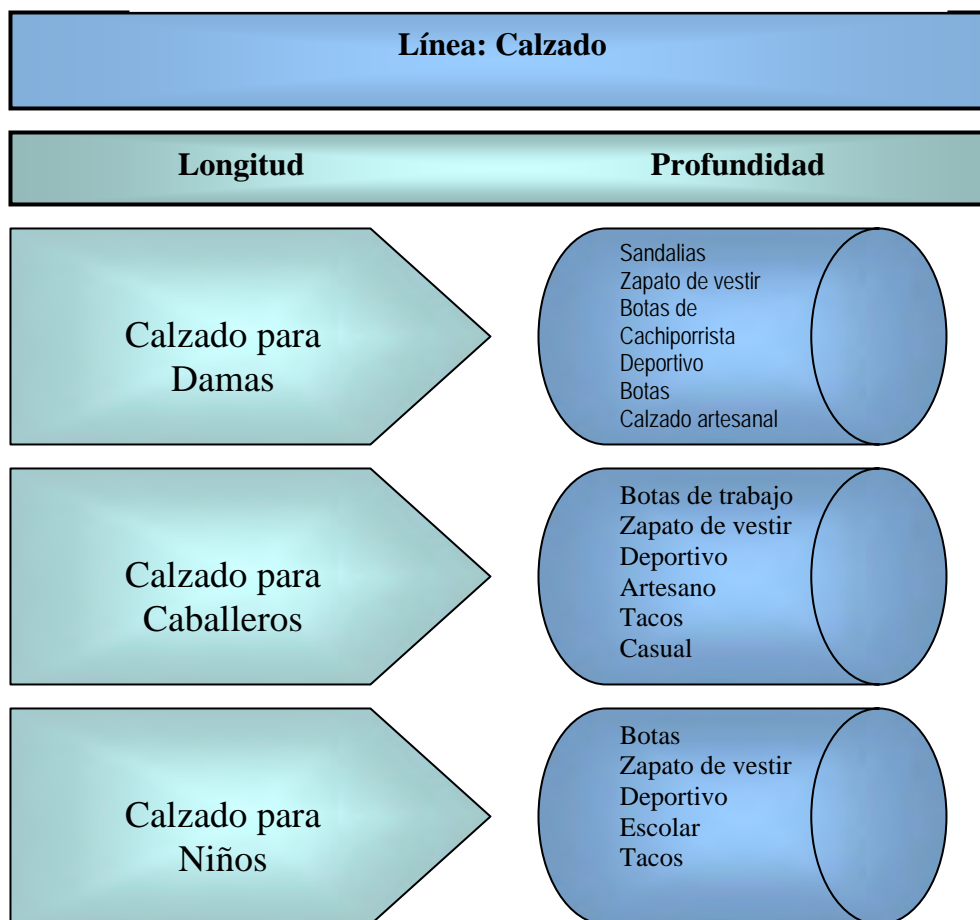 Línea: Calzado
Longitud
Profundidad
Calzado para
Damas
Sandalias
Zapato de vestir
Botas de
Cachiporrista
Deportivo
Botas
Calzado artesanal
Calzado para
Caballeros
Botas de trabajo
Zapato de vestir
Deportivo
Artesano
Tacos
Casual
Calzado para
Niños
Botas
Zapato de vestir
Deportivo
Escolar
Tacos